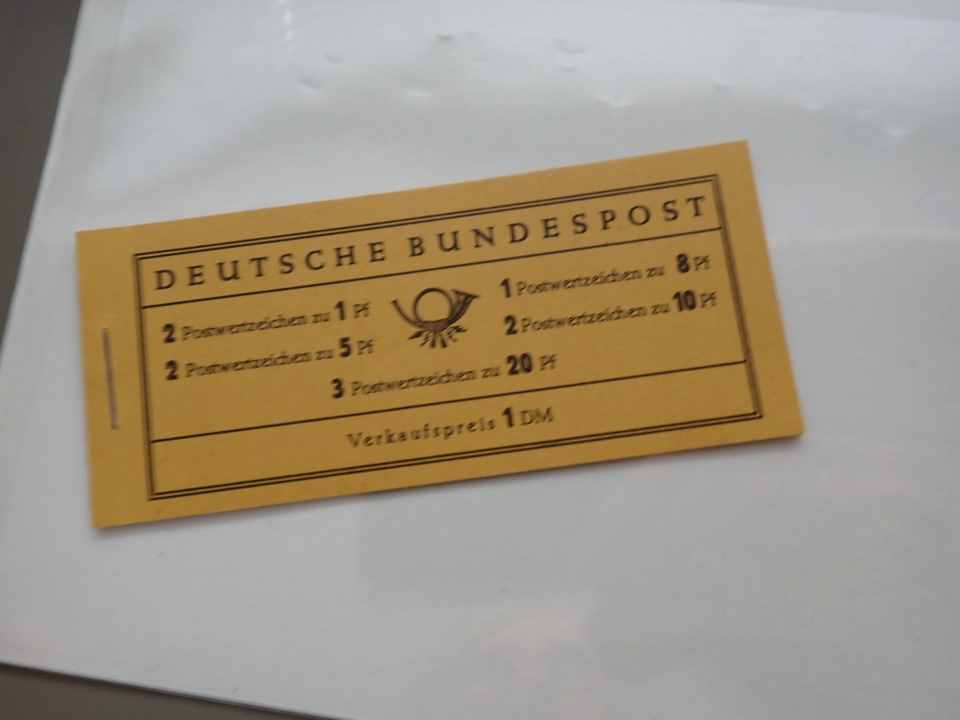 DEUTSCHE BUNDESPOST
2 Postwertzeichen zu 1 Pf
1 Postwertzeichen zu 8 Pf
2 Postwertzeichen zu 5 Pf
2 Postwertzeichen zu 10 Pf
3 Postwertzeichen zu 20 Pf
Verkaufspreis 1 DM